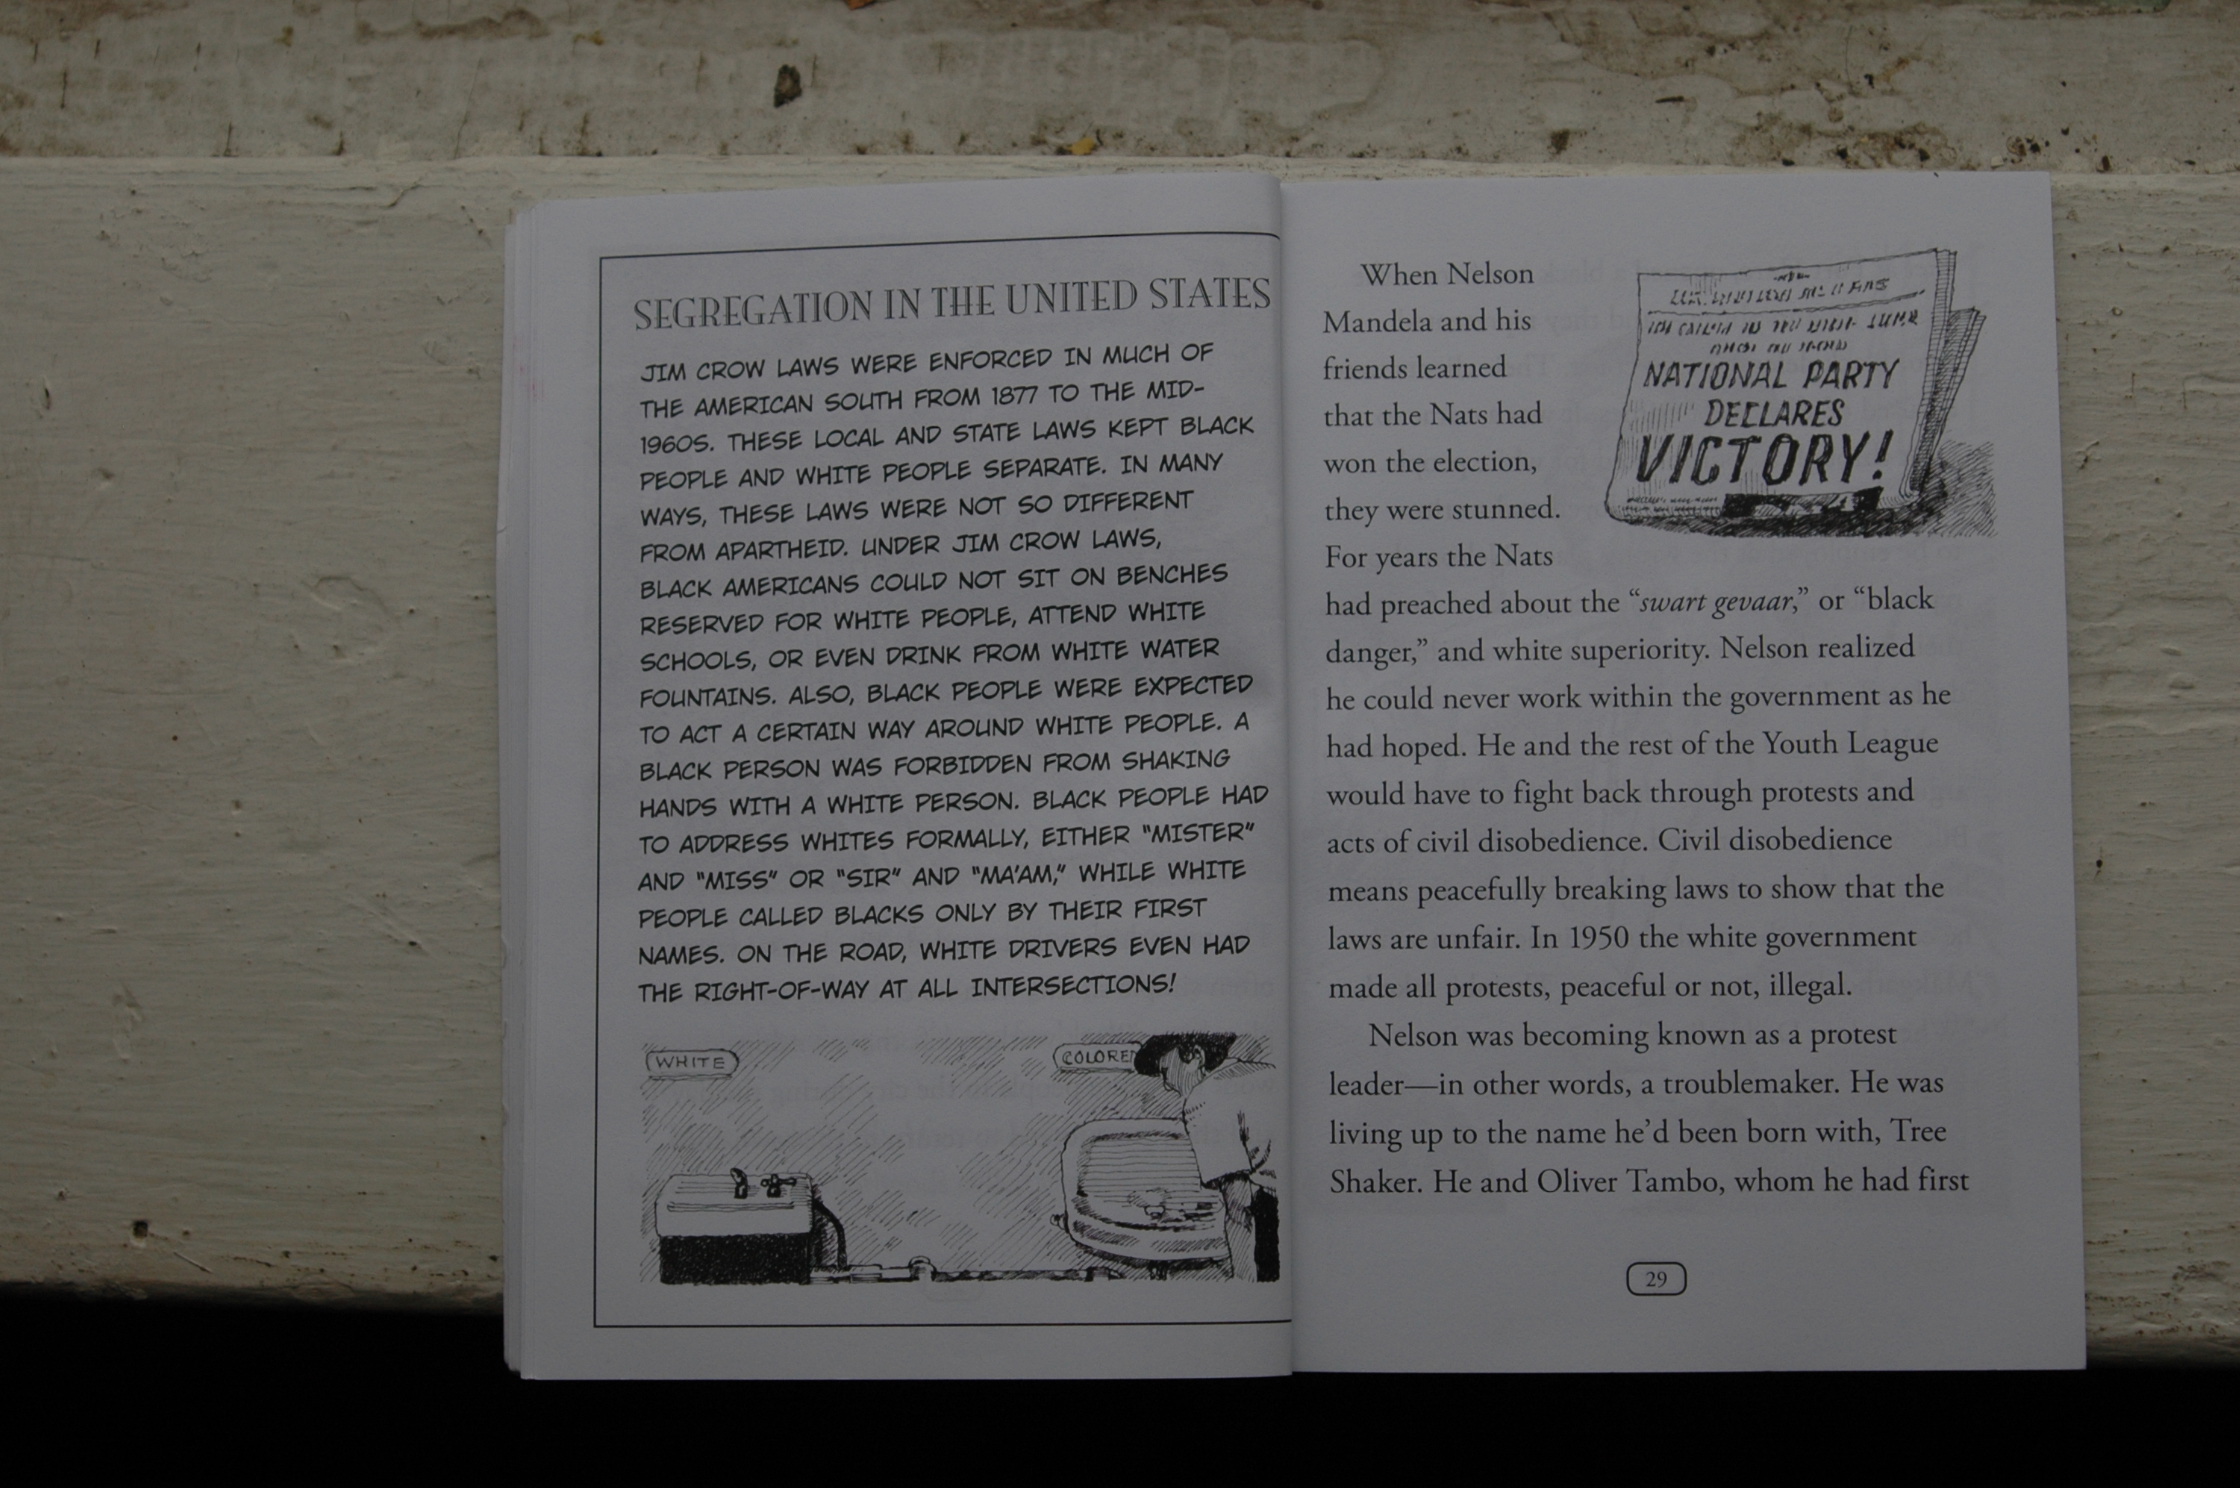 SEGREGATION IN THE UNITED STATES
JIM CROW LAWS WERE ENFORCED IN MUCH OF
THE AMERICAN SOUTH FROM 1877 TO THE MID-
1960S. THESE LOCAL AND STATE LAWS KEPT BLACK
PEOPLE AND WHITE PEOPLE SEPARATE. IN MANY
WAYS, THESE LAWS WERE NOT SO DIFFERENT
FROM APARTHEID. UNDER JIM CROW LAWS,
BLACK AMERICANS COULD NOT SIT ON BENCHES
RESERVED FOR WHITE PEOPLE, ATTEND WHITE
SCHOOLS, OR EVEN DRINK FROM WHITE WATER
FOUNTAINS. ALSO, BLACK PEOPLE WERE EXPECTED
TO ACT A CERTAIN WAY AROUND WHITE PEOPLE. A
BLACK PERSON WAS FORBIDDEN FROM SHAKING
HANDS WITH A WHITE PERSON. BLACK PEOPLE HAD
TO ADDRESS WHITES FORMALLY, EITHER "MISTER"
AND "MISS" OR "SIR" AND "MA'AM," WHILE WHITE
PEOPLE CALLED BLACKS ONLY BY THEIR FIRST
NAMES. ON THE ROAD, WHITE DRIVERS EVEN HAD
THE RIGHT-OF-WAY AT ALL INTERSECTIONS!
WHITE
COLORE
When Nelson
Mandela and his
friends learned
that the Nats had
won the election,
they were stunned.
For years the Nats
NATIONAL PARTY
DECLARES
VICTORY!
had preached about the “swart gevaar,” or “black
danger,” and white superiority. Nelson realized
he could never work within the government as he
had hoped. He and the rest of the Youth League
would have to fight back through protests and
acts of civil disobedience. Civil disobedience
means peacefully breaking laws to show that the
laws are unfair. In 1950 the white government
made all protests, peaceful or not, illegal.
Nelson was becoming known as a protest
leader—in other words, a troublemaker. He was
living up to the name he’d been born with, Tree
Shaker. He and Oliver Tambo, whom he had first
29